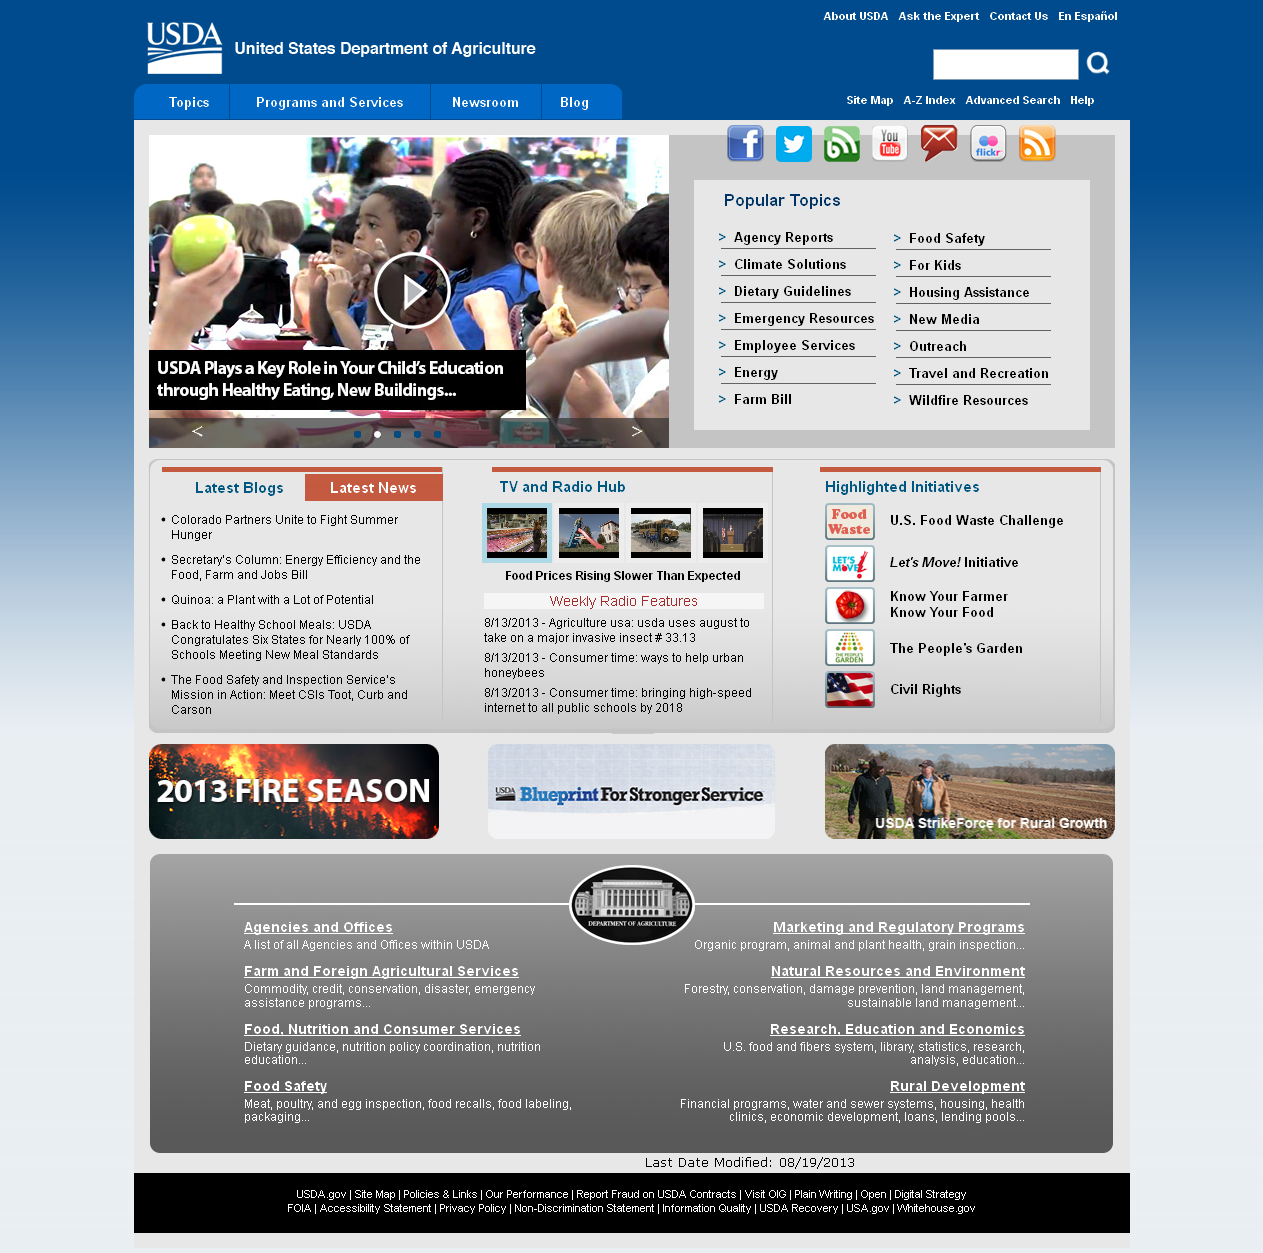 About USDA Ask the Expert Contact Us En Español
USDA
United States Department of Agriculture
Topics Programs and Services Newsroom Blog
Site Map A-Z Index Advanced Search Help
f
You
Tube
flickr
USDA Plays a Key Role in Your Child's Education
through Healthy Eating, New Buildings...
< >
Popular Topics
> Agency Reports
> Climate Solutions
> Dietary Guidelines
> Emergency Resources
> Employee Services
> Energy
> Farm Bill
> Food Safety
> For Kids
> Housing Assistance
> New Media
> Outreach
> Travel and Recreation
> Wildfire Resources
Latest Blogs Latest News
• Colorado Partners Unite to Fight Summer
Hunger
• Secretary's Column: Energy Efficiency and the
Food, Farm and Jobs Bill
• Quinoa: a Plant with a Lot of Potential
• Back to Healthy School Meals: USDA
Congratulates Six States for Nearly 100% of
Schools Meeting New Meal Standards
• The Food Safety and Inspection Service's
Mission in Action: Meet CSIs Toot, Curb and
Carson
TV and Radio Hub
Food Prices Rising Slower Than Expected
Weekly Radio Features
8/13/2013 - Agriculture usa: usda uses august to
take on a major invasive insect # 33.13
8/13/2013 - Consumer time: ways to help urban
honeybees
8/13/2013 - Consumer time: bringing high-speed
internet to all public schools by 2018
Highlighted Initiatives
Food
Waste
U.S. Food Waste Challenge
LET'S
MOVE!
Let's Move! Initiative
Know Your Farmer
Know Your Food
THE PEOPLE'S
GARDEN
The People's Garden
Civil Rights
2013 FIRE SEASON
USDA Blueprint For Stronger Service
USDA StrikeForce for Rural Growth
DEPARTMENT OF AGRICULTURE
Agencies and Offices
A list of all Agencies and Offices within USDA
Farm and Foreign Agricultural Services
Commodity, credit, conservation, disaster, emergency
assistance programs...
Food, Nutrition and Consumer Services
Dietary guidance, nutrition policy coordination, nutrition
education...
Food Safety
Meat, poultry, and egg inspection, food recalls, food labeling,
packaging...
Marketing and Regulatory Programs
Organic program, animal and plant health, grain inspection...
Natural Resources and Environment
Forestry, conservation, damage prevention, land management,
sustainable land management...
Research, Education and Economics
U.S. food and fibers system, library, statistics, research,
analysis, education...
Rural Development
Financial programs, water and sewer systems, housing, health
clinics, economic development, loans, lending pools...
Last Date Modified: 08/19/2013
USDA.gov | Site Map | Policies & Links | Our Performance | Report Fraud on USDA Contracts | Visit OIG | Plain Writing | Open | Digital Strategy
FOIA | Accessibility Statement | Privacy Policy | Non-Discrimination Statement | Information Quality | USDA Recovery | USA.gov | Whitehouse.gov